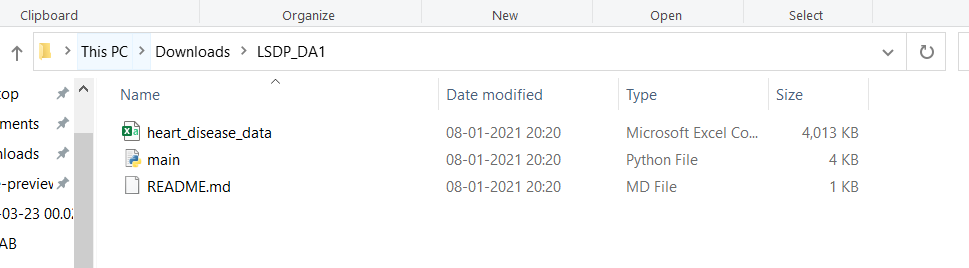 Clipboard Organize New Open Select
This PC Downloads LSDP_DA1
Name Date modified Type Size
heart_disease_data 08-01-2021 20:20 Microsoft Excel Co... 4,013 KB
main 08-01-2021 20:20 Python File 4 KB
README.md 08-01-2021 20:20 MD File 1 KB
top
ments
nloads
-preview
-03-23 00.02
AB